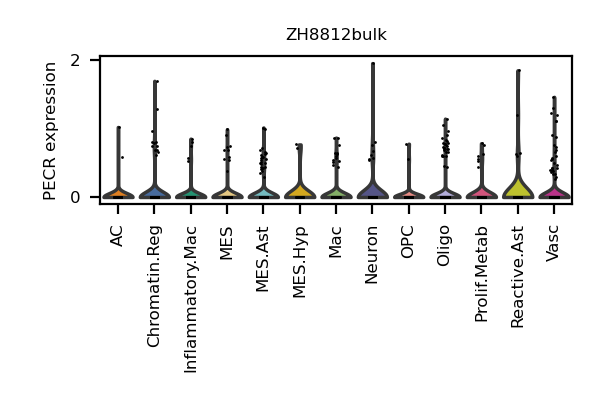 ZH8812bulk
PECR expression
2
0
AC
Chromatin.Reg
Inflammatory.Mac
MES
MES.Ast
MES.Hyp
Mac
Neuron
OPC
Oligo
Prolif.Metab
Reactive.Ast
Vasc